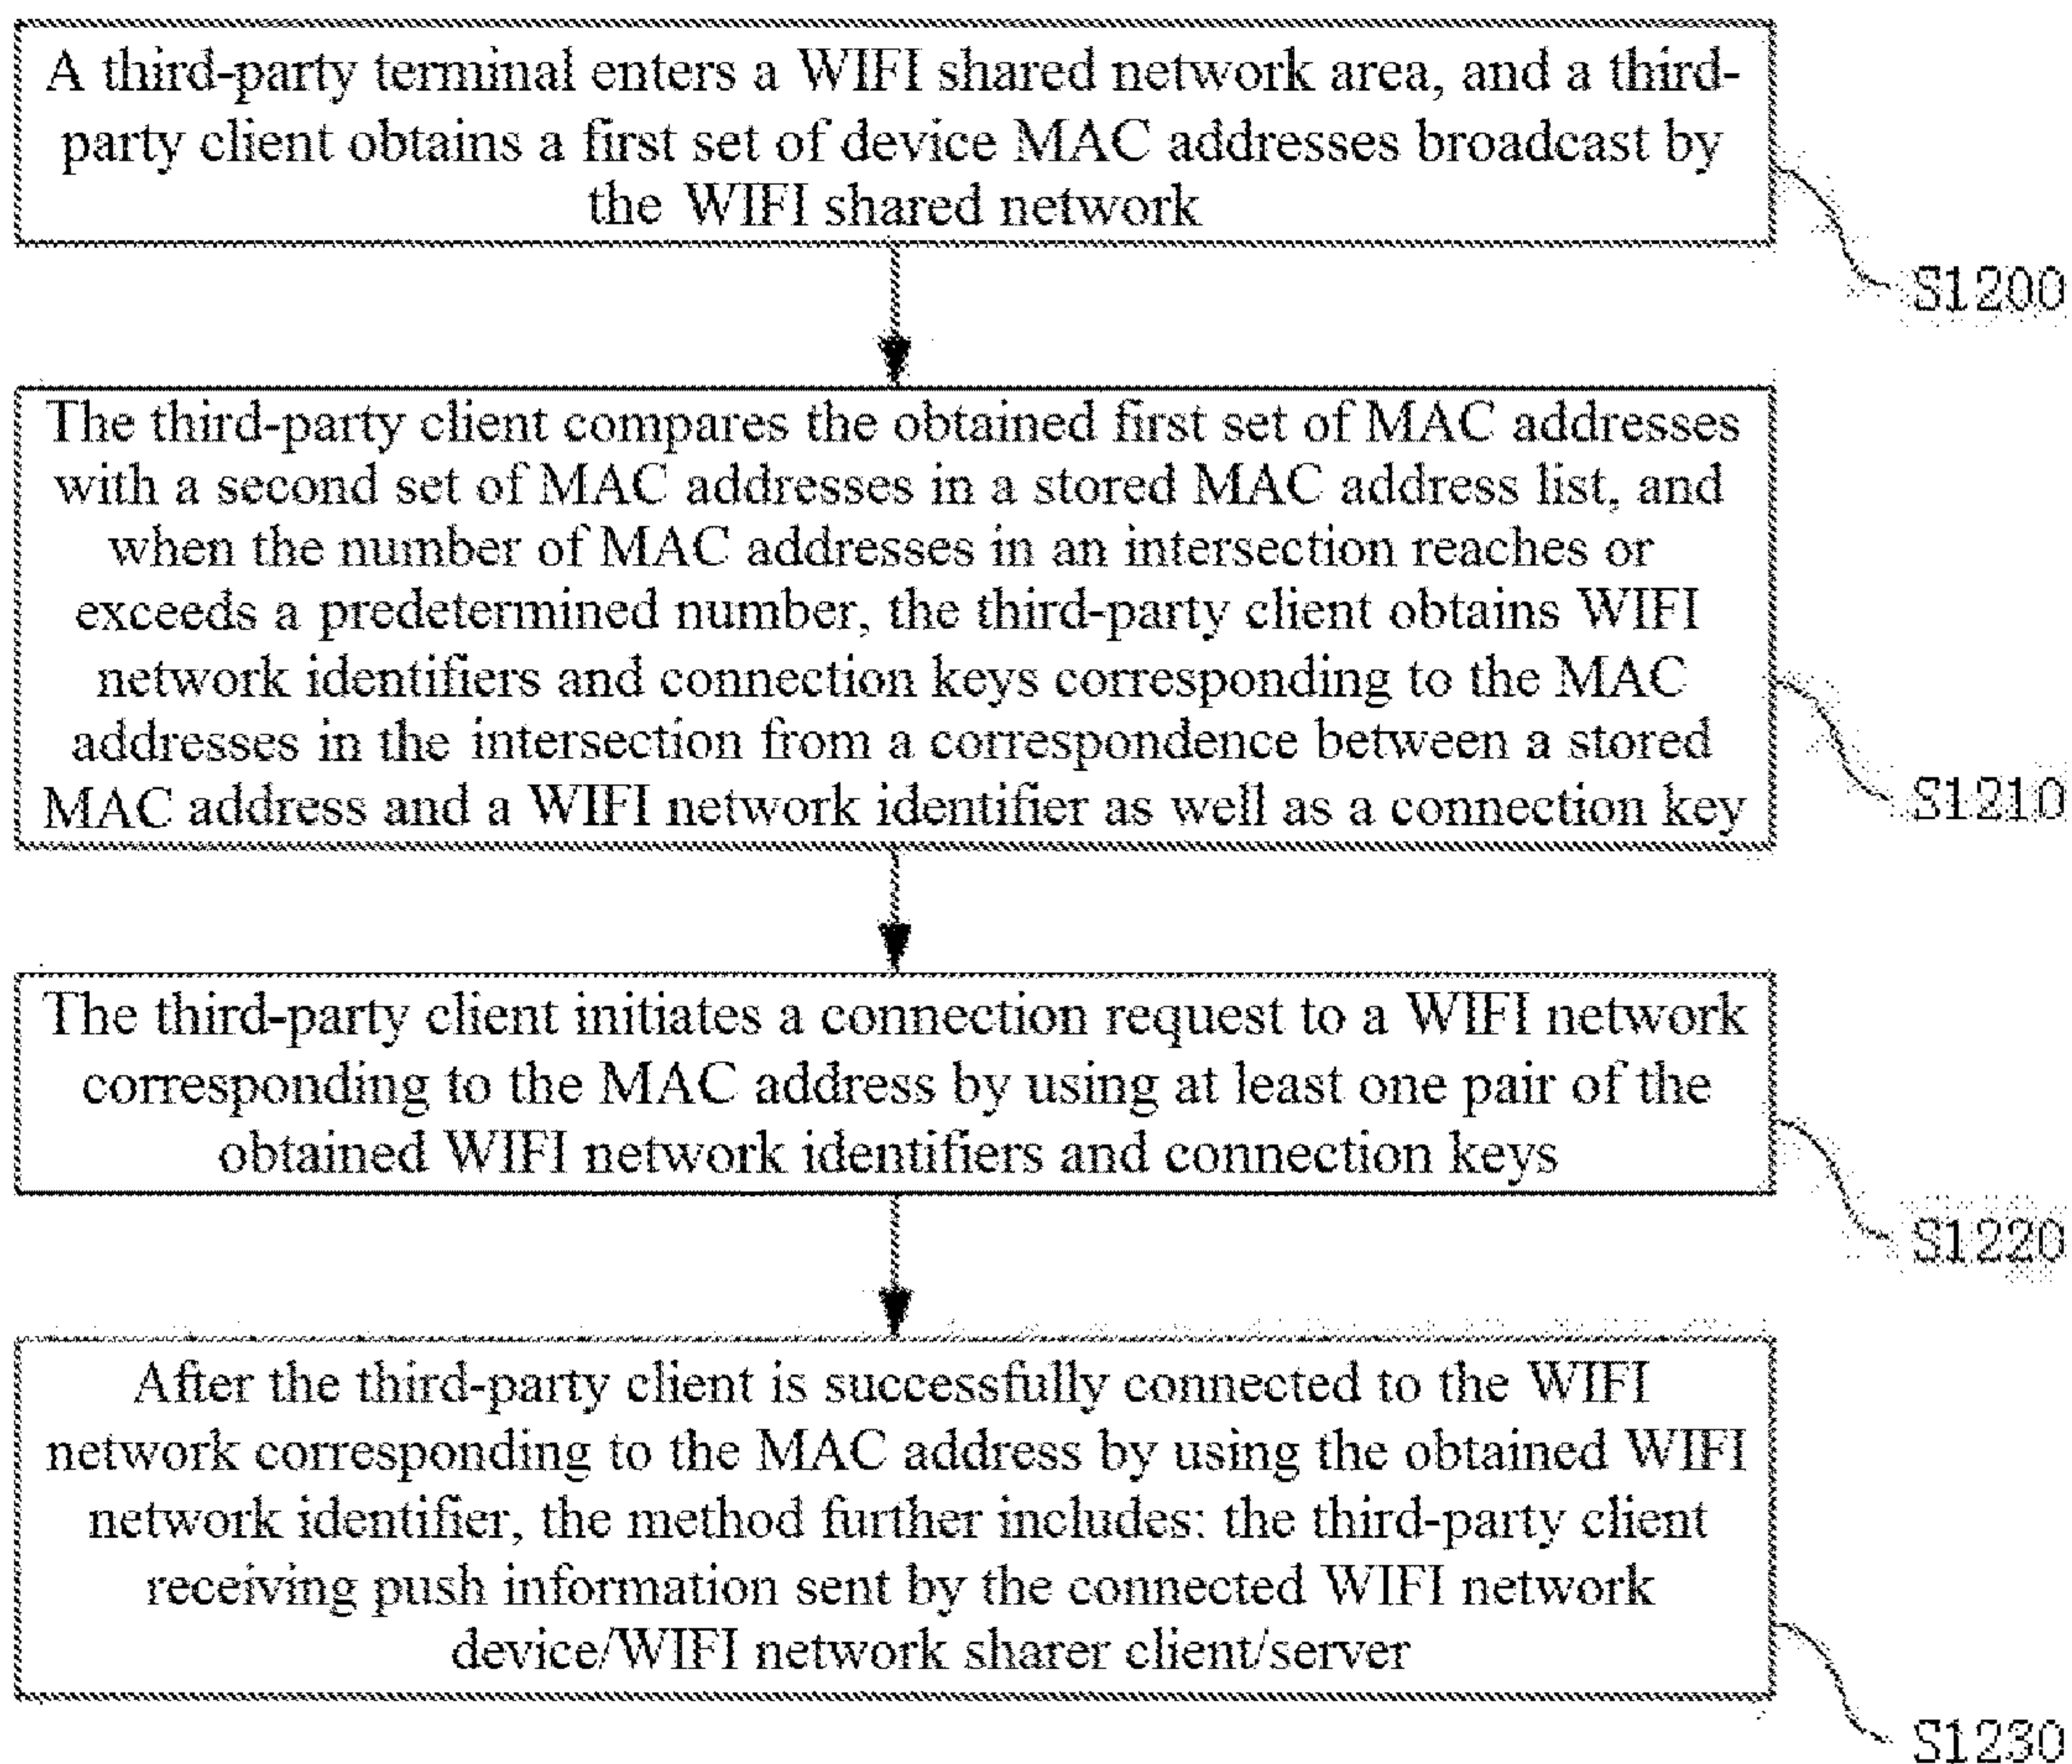 A third-party terminal enters a WIFI shared network area, and a third-
party client obtains a first set of device MAC addresses broadcast by
the WIFI shared network
S1200
The third-party client compares the obtained first set of MAC addresses
with a second set of MAC addresses in a stored MAC address list, and
when the number of MAC addresses in an intersection reaches or
exceeds a predetermined number, the third-party client obtains WIFI
network identifiers and connection keys corresponding to the MAC
addresses in the intersection from a correspondence between a stored
MAC address and a WIFI network identifier as well as a connection key
S1210
The third-party client initiates a connection request to a WIFI network
corresponding to the MAC address by using at least one pair of the
obtained WIFI network identifiers and connection keys
S1220
After the third-party client is successfully connected to the WIFI
network corresponding to the MAC address by using the obtained WIFI
network identifier, the method further includes: the third-party client
receiving push information sent by the connected WIFI network
device/WIFI network sharer client/server
S1230